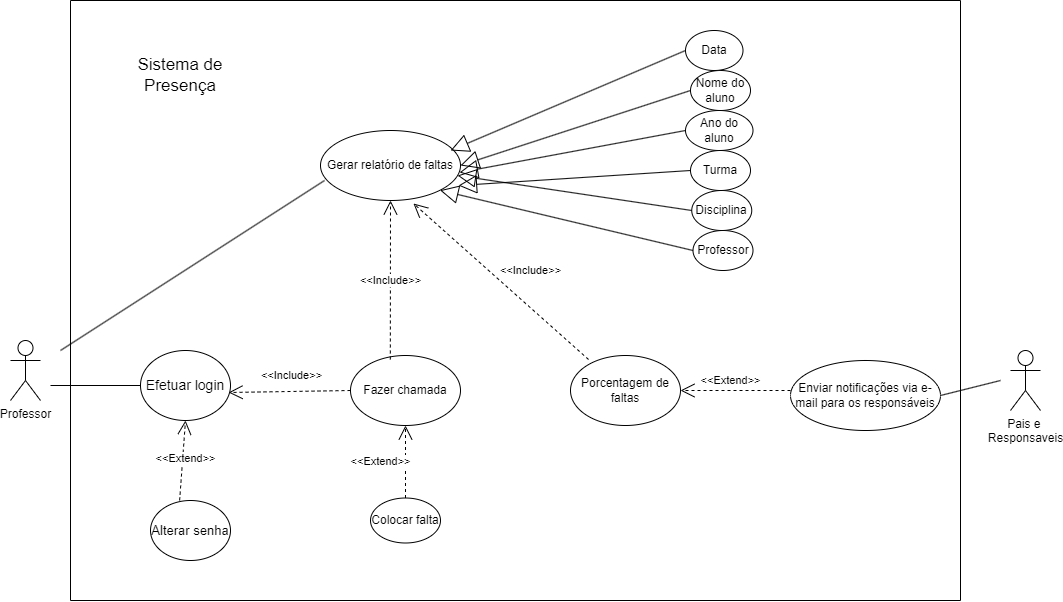 Sistema de
Presença
Data
Nome do
aluno
Ano do
aluno
Gerar relatório de faltas
Turma
Disciplina
Professor
<<Include>>
<<Include>>
<<Include>>
<<Extend>>
Efetuar login
Fazer chamada
Porcentagem de
faltas
Enviar notificações via e-
mail para os responsáveis
Professor
Pais e
Responsaveis
<<Extend>>
<<Extend>>
Alterar senha
Colocar falta